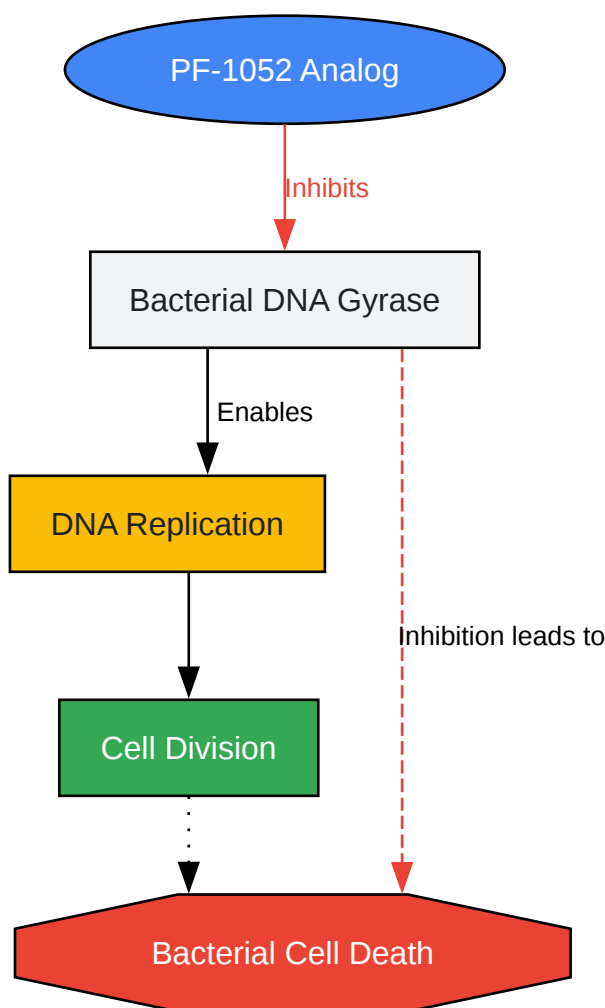 PF-1052 Analog
Inhibits
Bacterial DNA Gyrase
Enables
DNA Replication
Inhibition leads to
Cell Division
Bacterial Cell Death